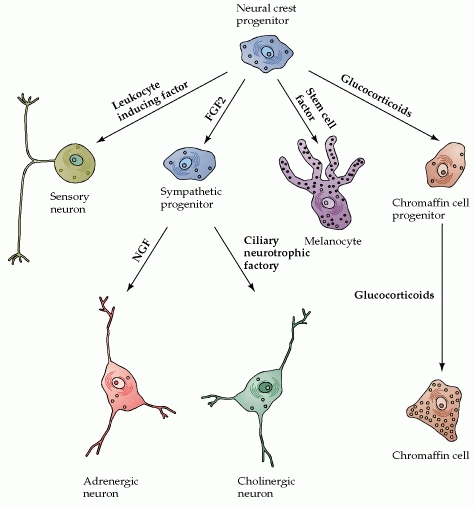 Neural crest
progenitor
Leukocyte
inducing factor
FGF2
Stem cell
factor
Glucocorticoids
Sensory
neuron
Sympathetic
progenitor
Melanocyte
Chromaffin cell
progenitor
NGF
Ciliary
neurotrophic
factory
Glucocorticoids
Adrenergic
neuron
Cholinergic
neuron
Chromaffin cell